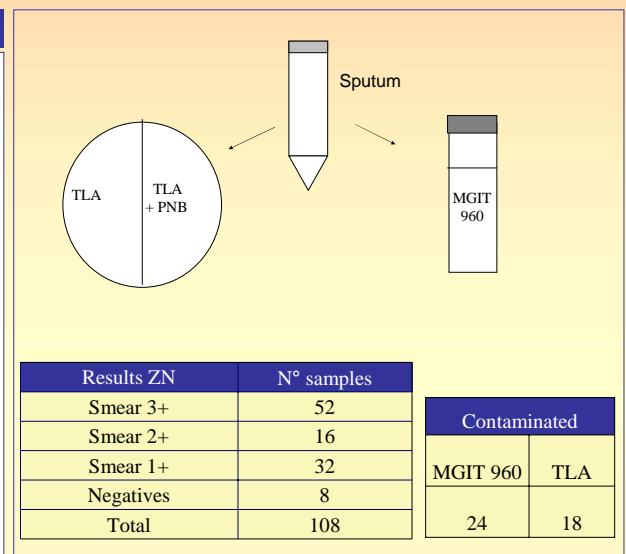 Sputum
TLA
TLA
+ PNB
MGIT
960
Results ZN N° samples
Smear 3+ 52
Smear 2+ 16
Smear 1+ 32
Negatives 8
Total 108
Contaminated
MGIT 960 TLA
24 18